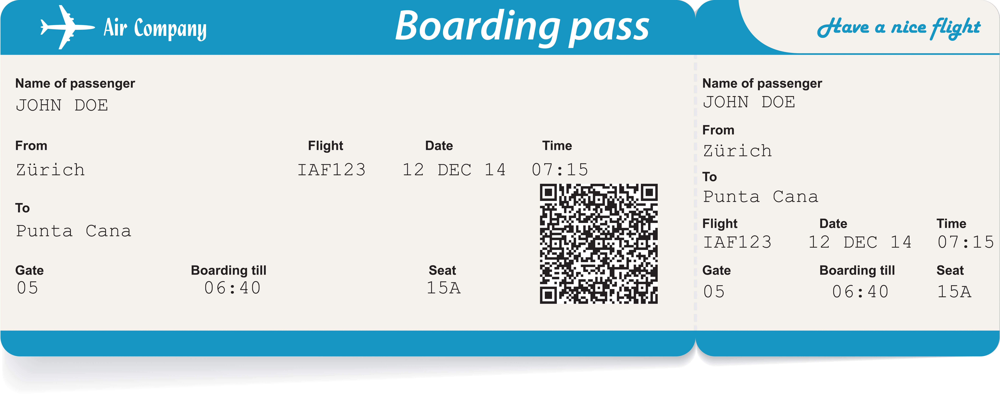 Air Company
Boarding pass
Have a nice flight
Name of passenger
JOHN DOE
From Flight Date Time
Zürich IAF123 12 DEC 14 07:15
To
Punta Cana
Gate Boarding till Seat
05 06:40 15A
Name of passenger
JOHN DOE
From
Zürich
To
Punta Cana
Flight Date Time
IAF123 12 DEC 14 07:15
Gate Boarding till Seat
05 06:40 15A